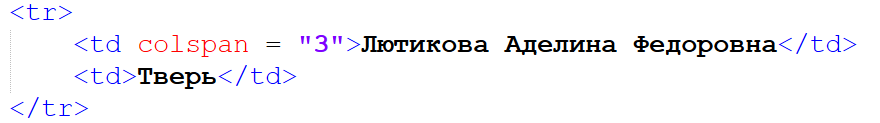 <tr>
<td colspan = "3">Лютикова Аделина Федоровна</td>
<td>Тверь</td>
</tr>